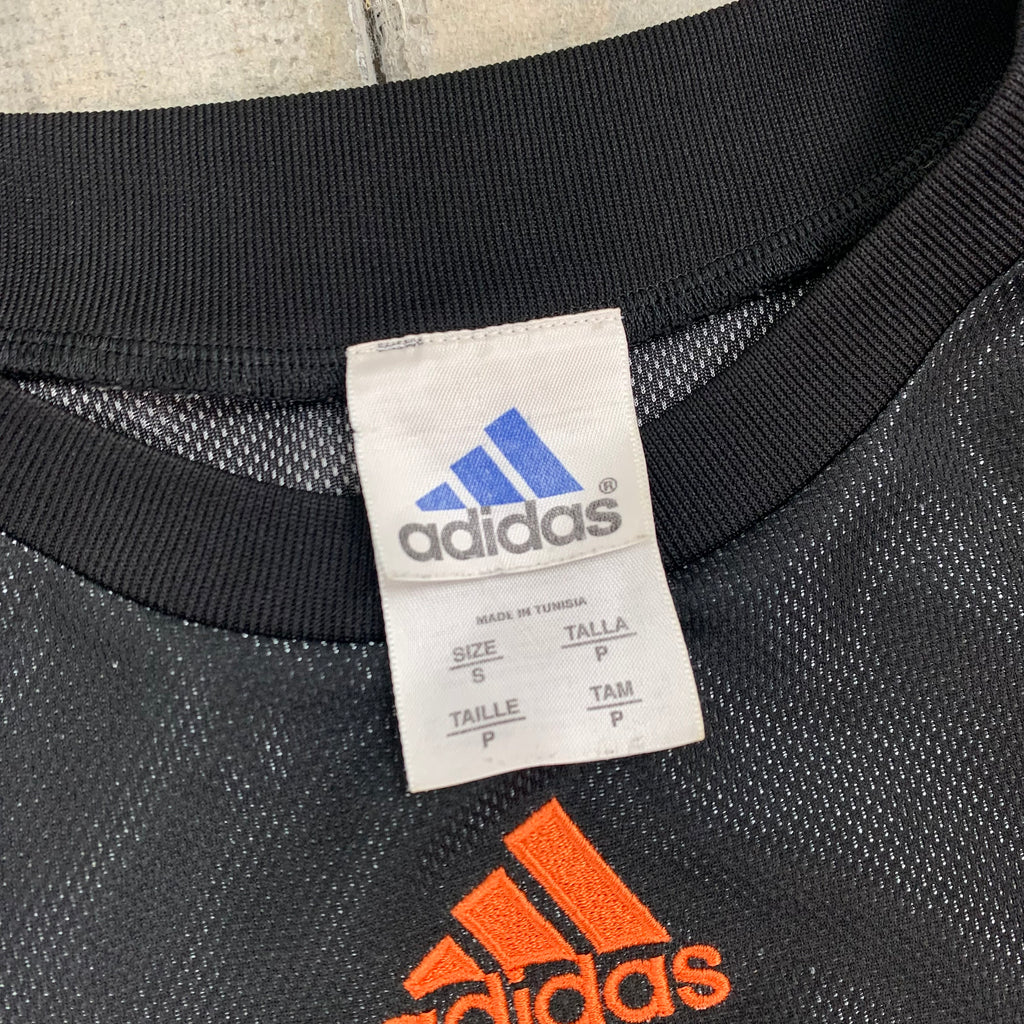 adidas®
MADE IN TUNISIA
SIZE
S
TALLA
P
TAILLE
P
TAM
P
adidas